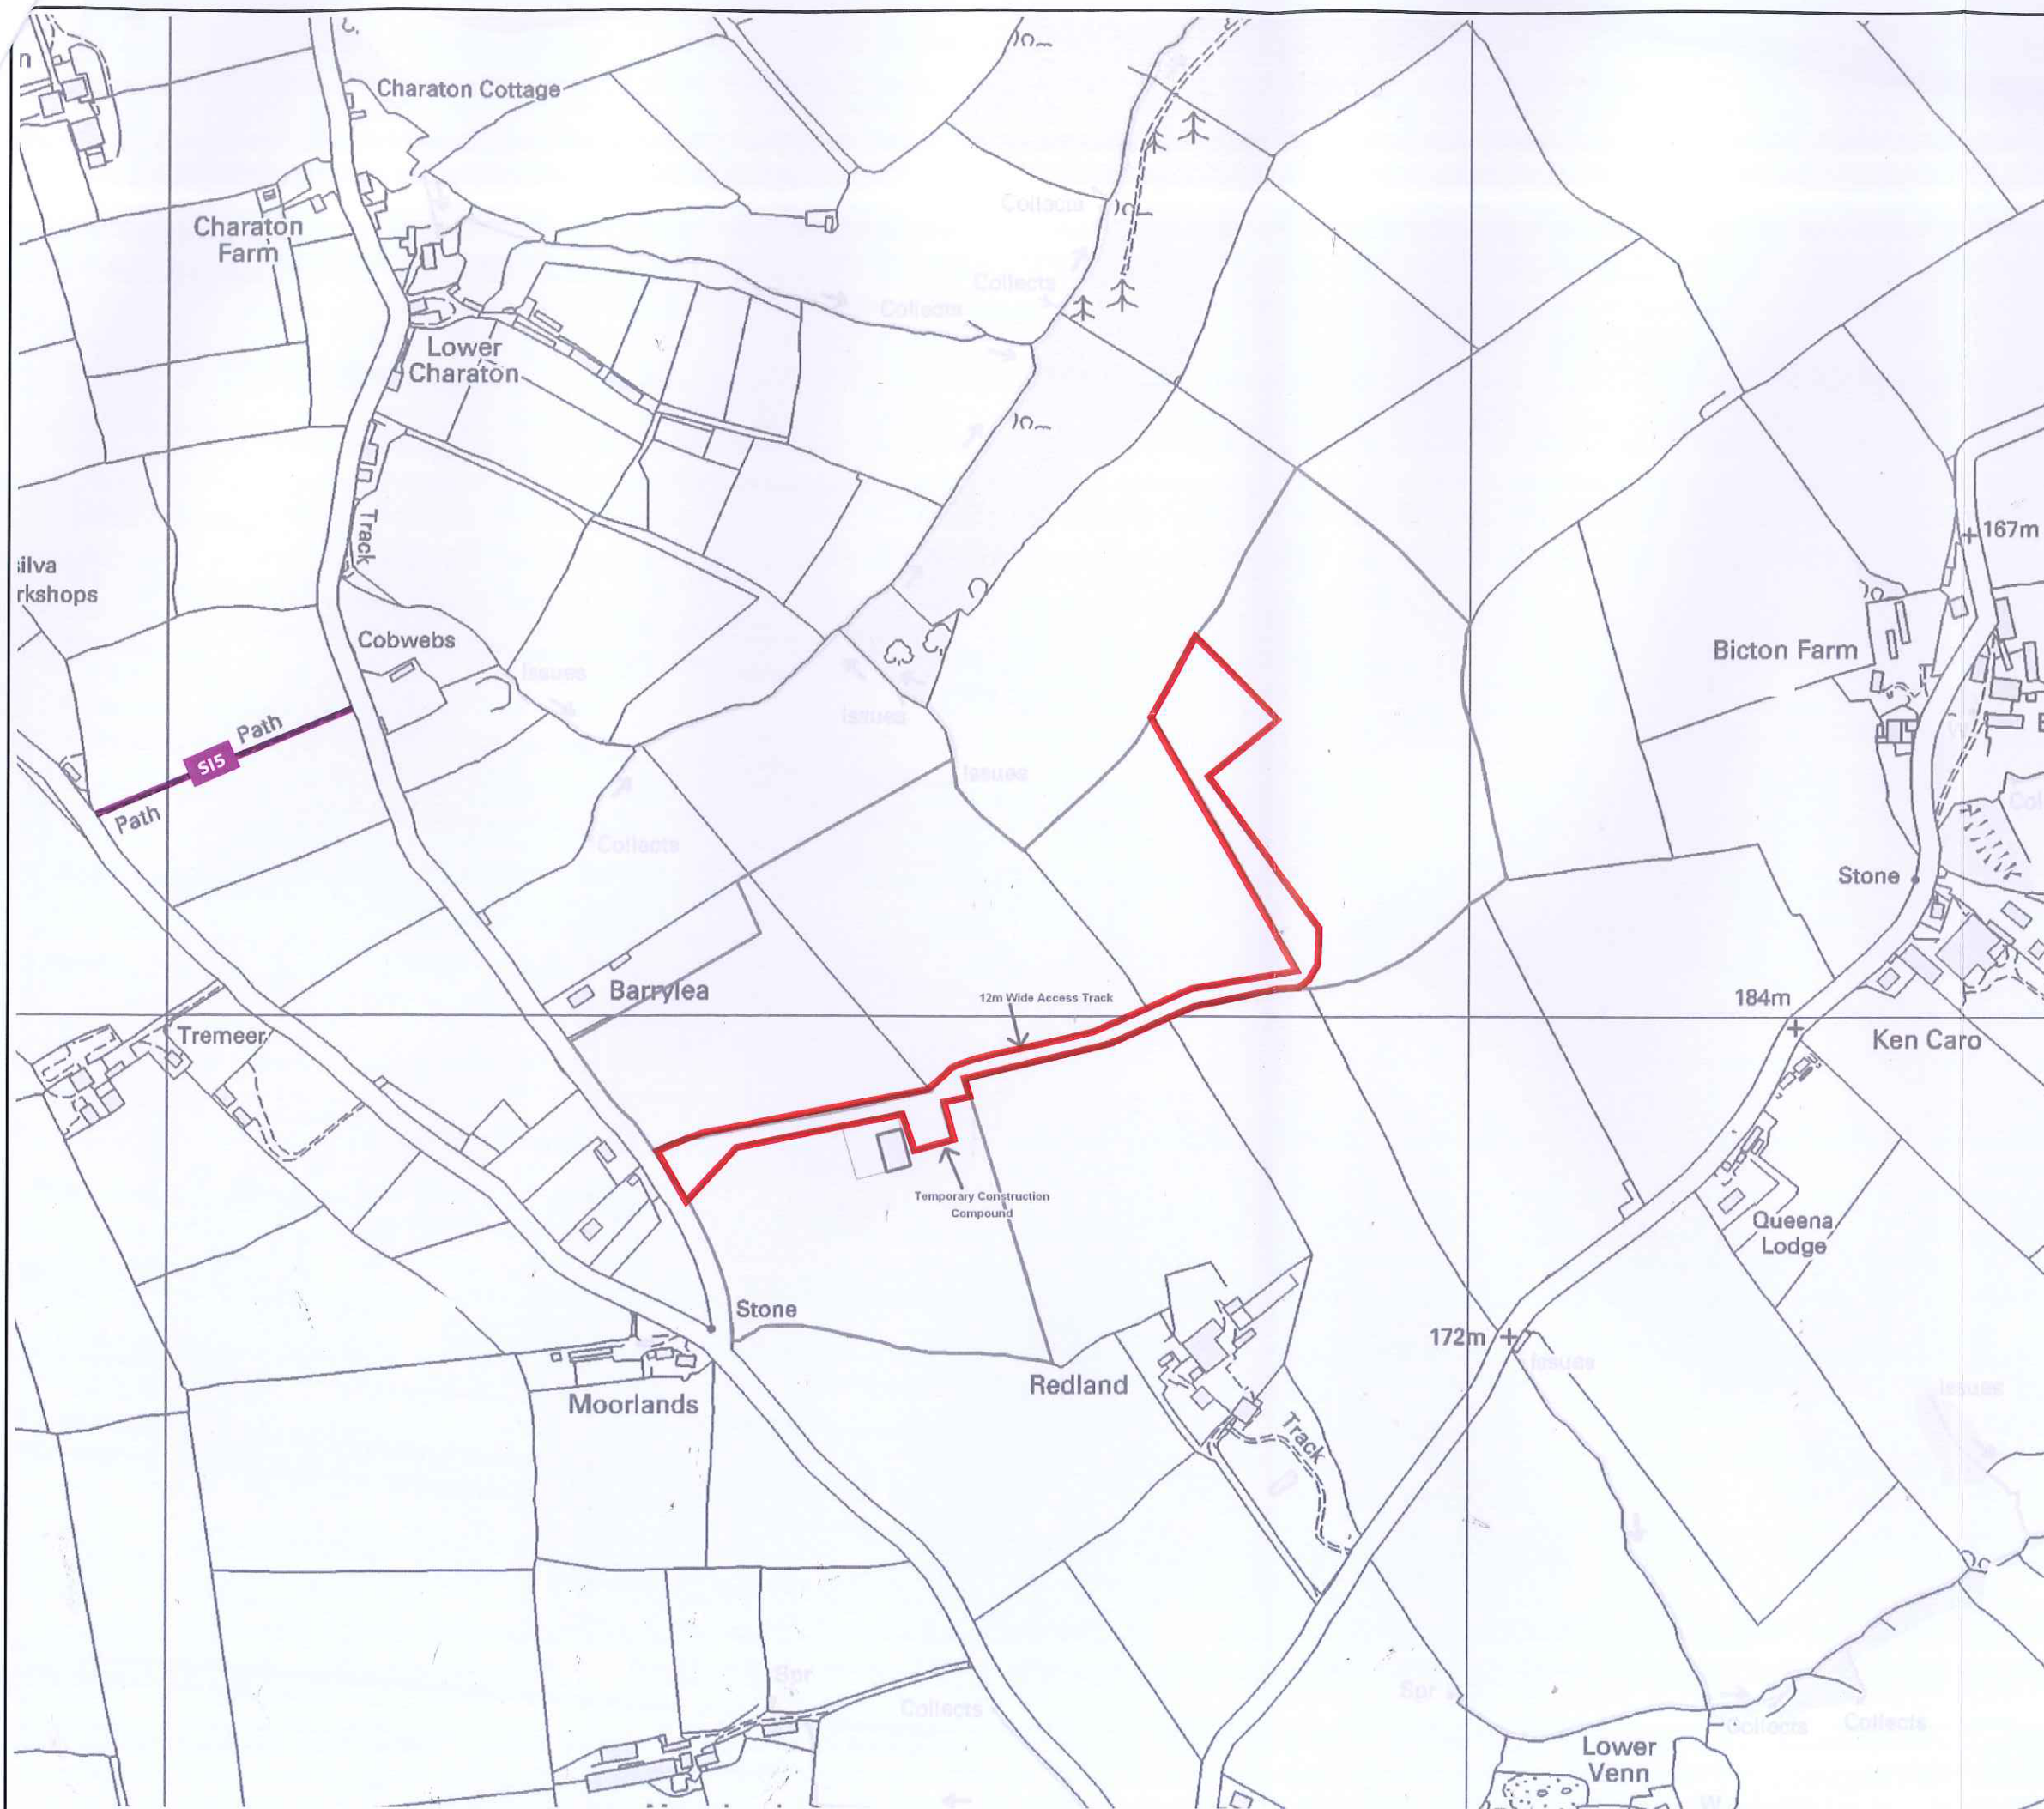 n
Charaton Cottage
Collects
Charaton
Farm
Collects
Collects
Lower
Charaton
Track
167m
ilva
rkshops
Cobwebs
Bicton Farm
Issues
Issues
Path
S15
Path
Issues
Collects
Stone
Barrylea
12m Wide Access Track
184m
Tremeer
Ken Caro
Temporary Construction
Compound
Queena
Lodge
Stone
172m
Issues
Redland
Issues
Moorlands
Track
Spr
Collects
Spr
Collects
Collects
Lower
Venn
W